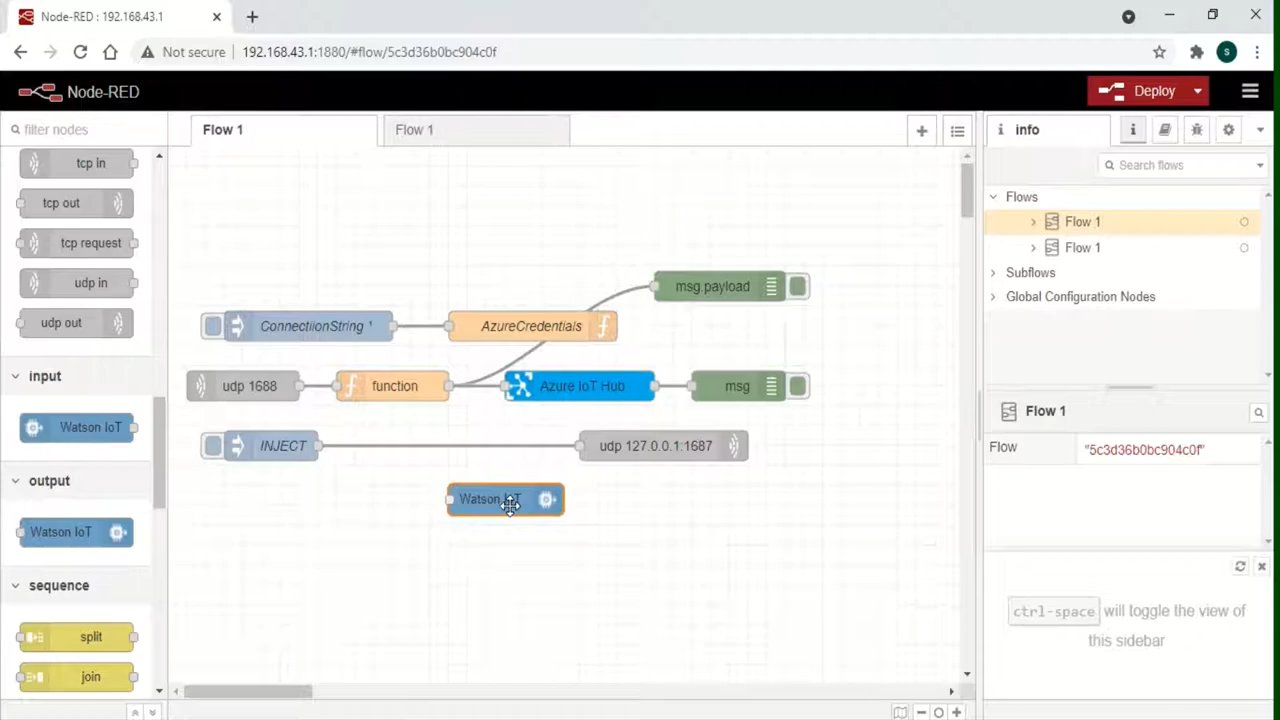 Node-RED : 192.168.43.1
Not secure
192.168.43.1:1880/#flow/5c3d36b0bc904c0f
S
Node-RED
Deploy
filter nodes
Flow 1
Flow 1
info
Search flows
tcp in
tcp out
tcp request
udp in
udp out
input
Watson IoT
output
Watson IoT
sequence
split
join
msg.payload
ConnectiionString ¹
AzureCredentials
udp 1688
function
Azure IoT Hub
msg
INJECT
udp 127.0.0.1:1687
Watson IoT
Flows
Flow 1
Flow 1
Subflows
Global Configuration Nodes
Flow 1
Flow
"5c3d36b0bc904c0f"
ctrl-space will toggle the view of
this sidebar